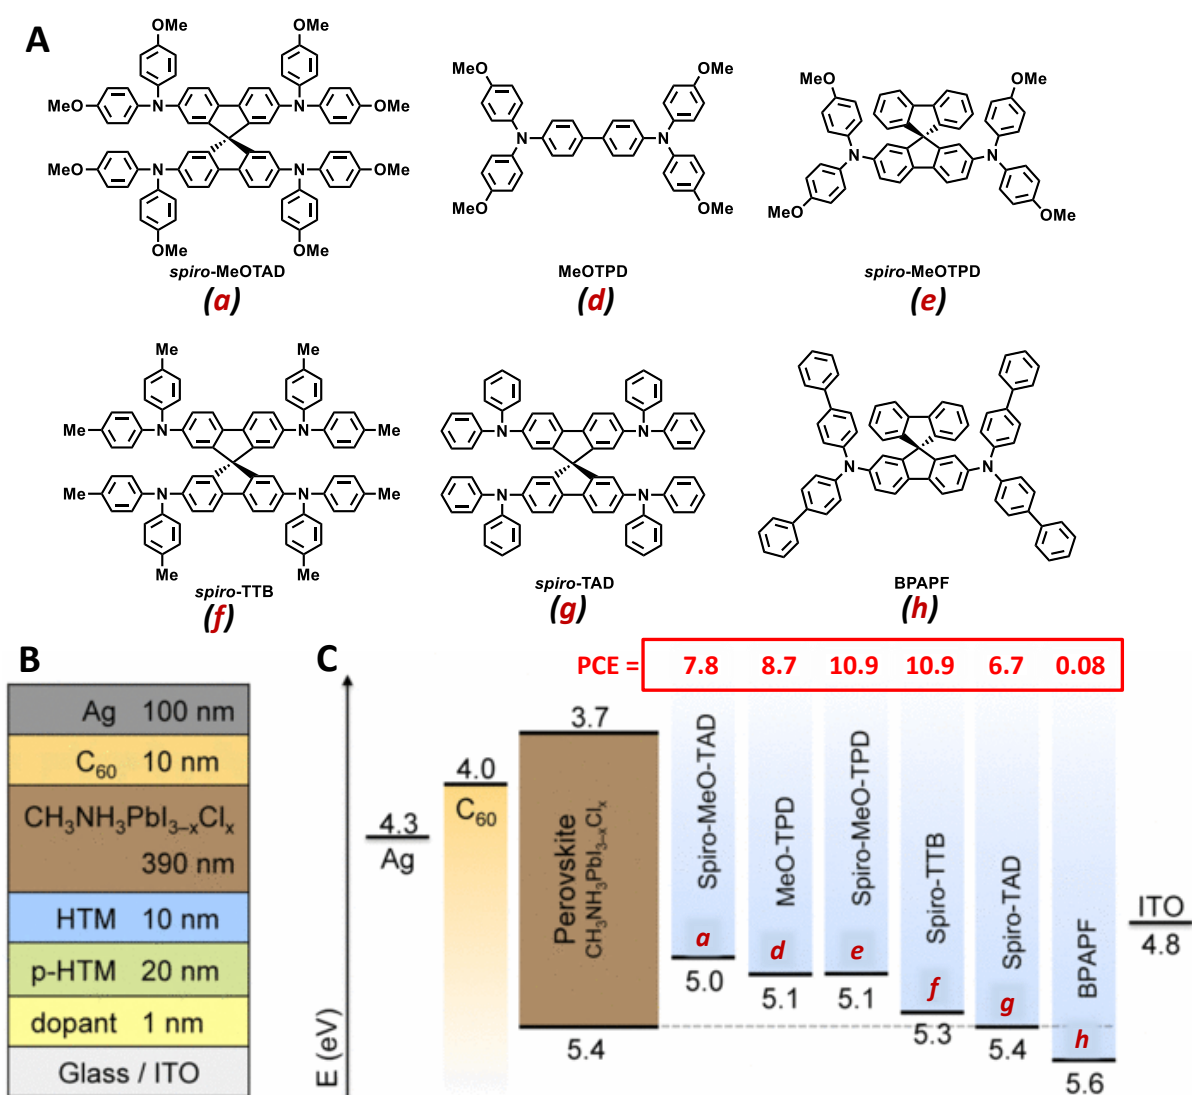 A
OMe
OMe
OMe
MeO
N
N
OMe
MeO
N
N
OMe
OMe
OMe
spiro-MeOTAD
(a)
MeO
OMe
N
N
MeO
OMe
MeOTPD
(d)
MeO
OMe
N
N
MeO
OMe
spiro-MeOTPD
(e)
Me
Me
Me
N
N
Me
Me
N
N
Me
Me
Me
spiro-TTB
(f)
N
N
N
N
spiro-TAD
(g)
N
N
BPAPF
(h)
B
Ag 100 nm
C60 10 nm
CH3NH3PbI3–xClx
390 nm
HTM 10 nm
p-HTM 20 nm
dopant 1 nm
Glass / ITO
C
PCE = 7.8 8.7 10.9 10.9 6.7 0.08
E (eV)
4.3
Ag
4.0
C60
3.7
Perovskite
CH3NH3PbI3–xClx
5.4
Spiro-MeO-TAD
a
5.0
MeO-TPD
d
5.1
Spiro-MeO-TPD
e
5.1
Spiro-TTB
f
5.3
Spiro-TAD
g
5.4
BPAPF
h
5.6
ITO
4.8